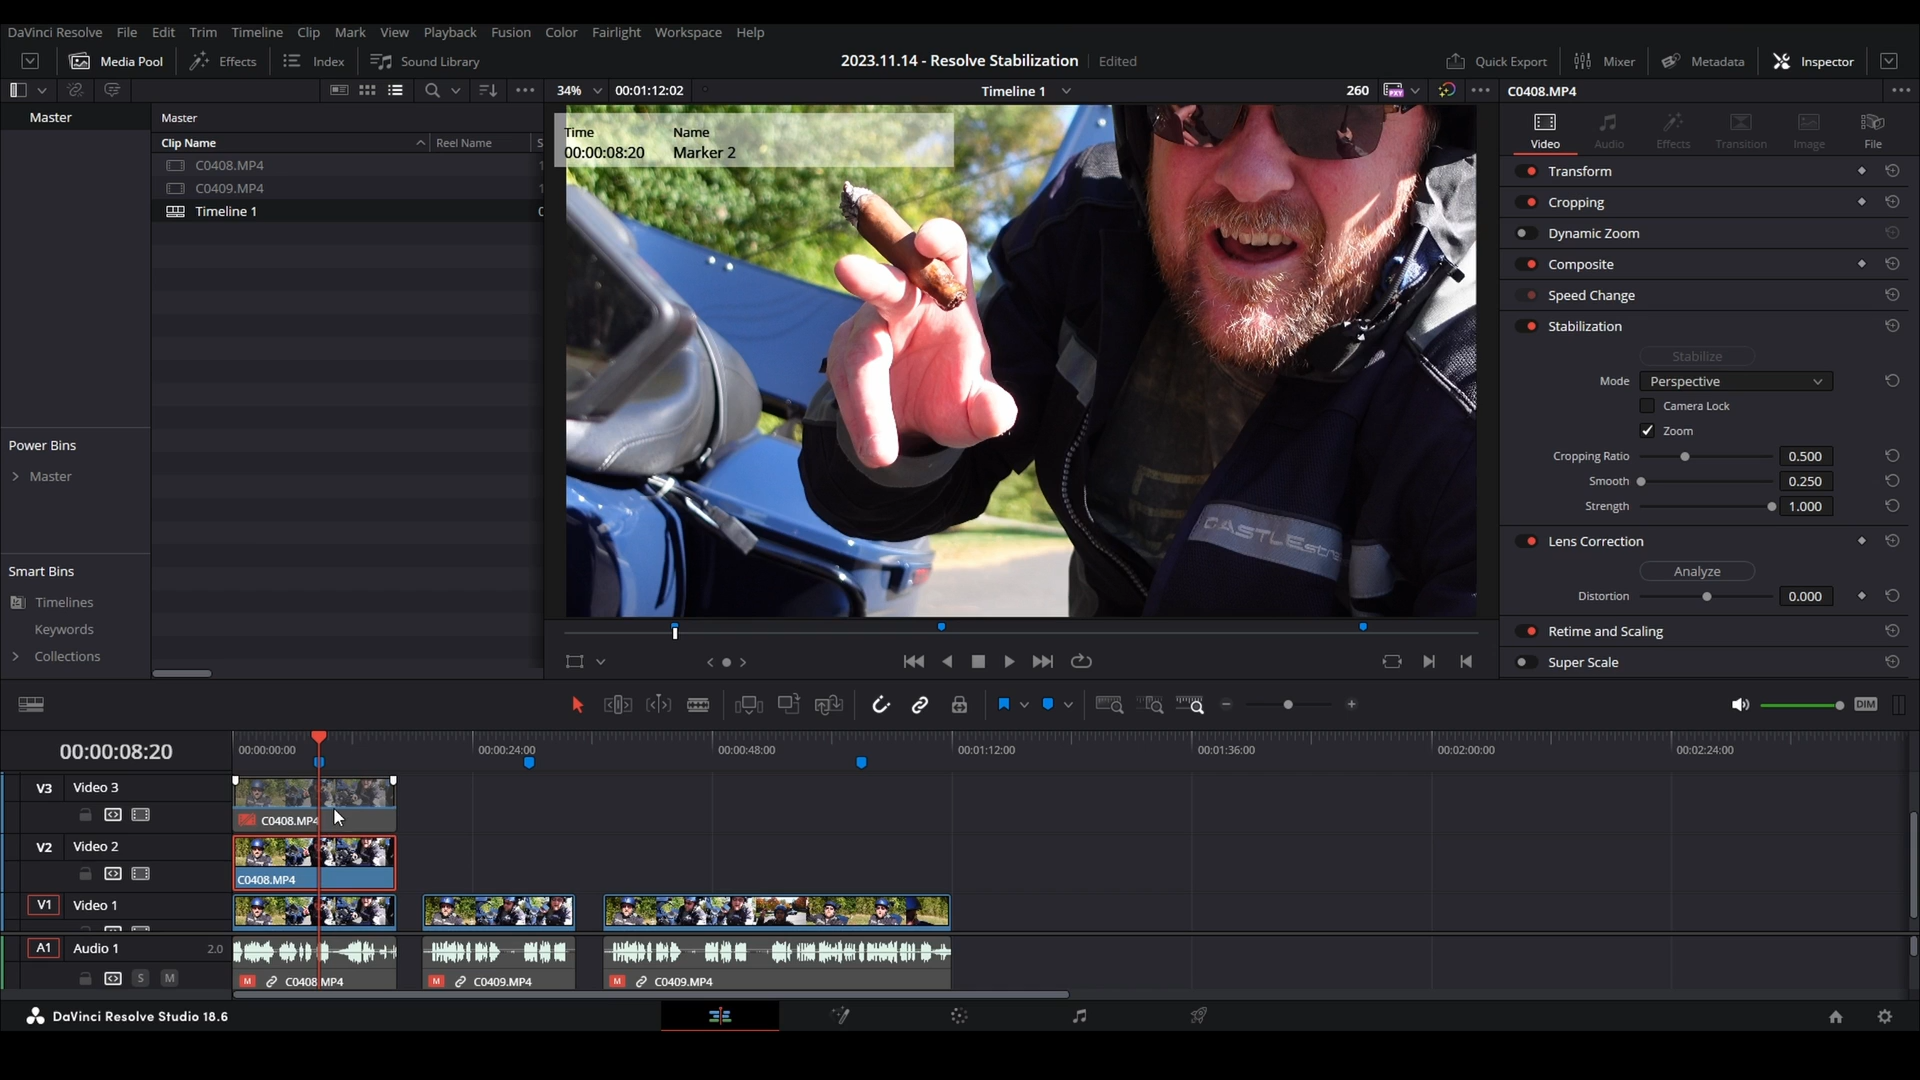 DaVinci Resolve File Edit Trim Timeline Clip Mark View Playback Fusion Color Fairlight Workspace Help
Media Pool Effects Index Sound Library 2023.11.14 - Resolve Stabilization Edited Quick Export Mixer Metadata Inspector
34% 00:01:12:02 Timeline 1 260 C0408.MP4
Master Master
Clip Name Reel Name S
C0408.MP4 1
C0409.MP4 1
Timeline 1 0
Power Bins
Master
Smart Bins
Timelines
Keywords
Collections
Time Name
00:00:08:20 Marker 2
CASTLE
Video Audio Effects Transition Image File
Transform
Cropping
Dynamic Zoom
Composite
Speed Change
Stabilization
Stabilize
Mode Perspective
Camera Lock
Zoom
Cropping Ratio 0.500
Smooth 0.250
Strength 1.000
Lens Correction
Analyze
Distortion 0.000
Retime and Scaling
Super Scale
DIM
00:00:08:20 00:00:00:00 00:00:24:00 00:00:48:00 00:01:12:00 00:01:36:00 00:02:00:00 00:02:24:00
V3 Video 3
C0408.MP4
V2 Video 2
C0408.MP4
V1 Video 1
A1 Audio 1 2.0
S M M C0408.MP4 M C0409.MP4 M C0409.MP4
DaVinci Resolve Studio 18.6